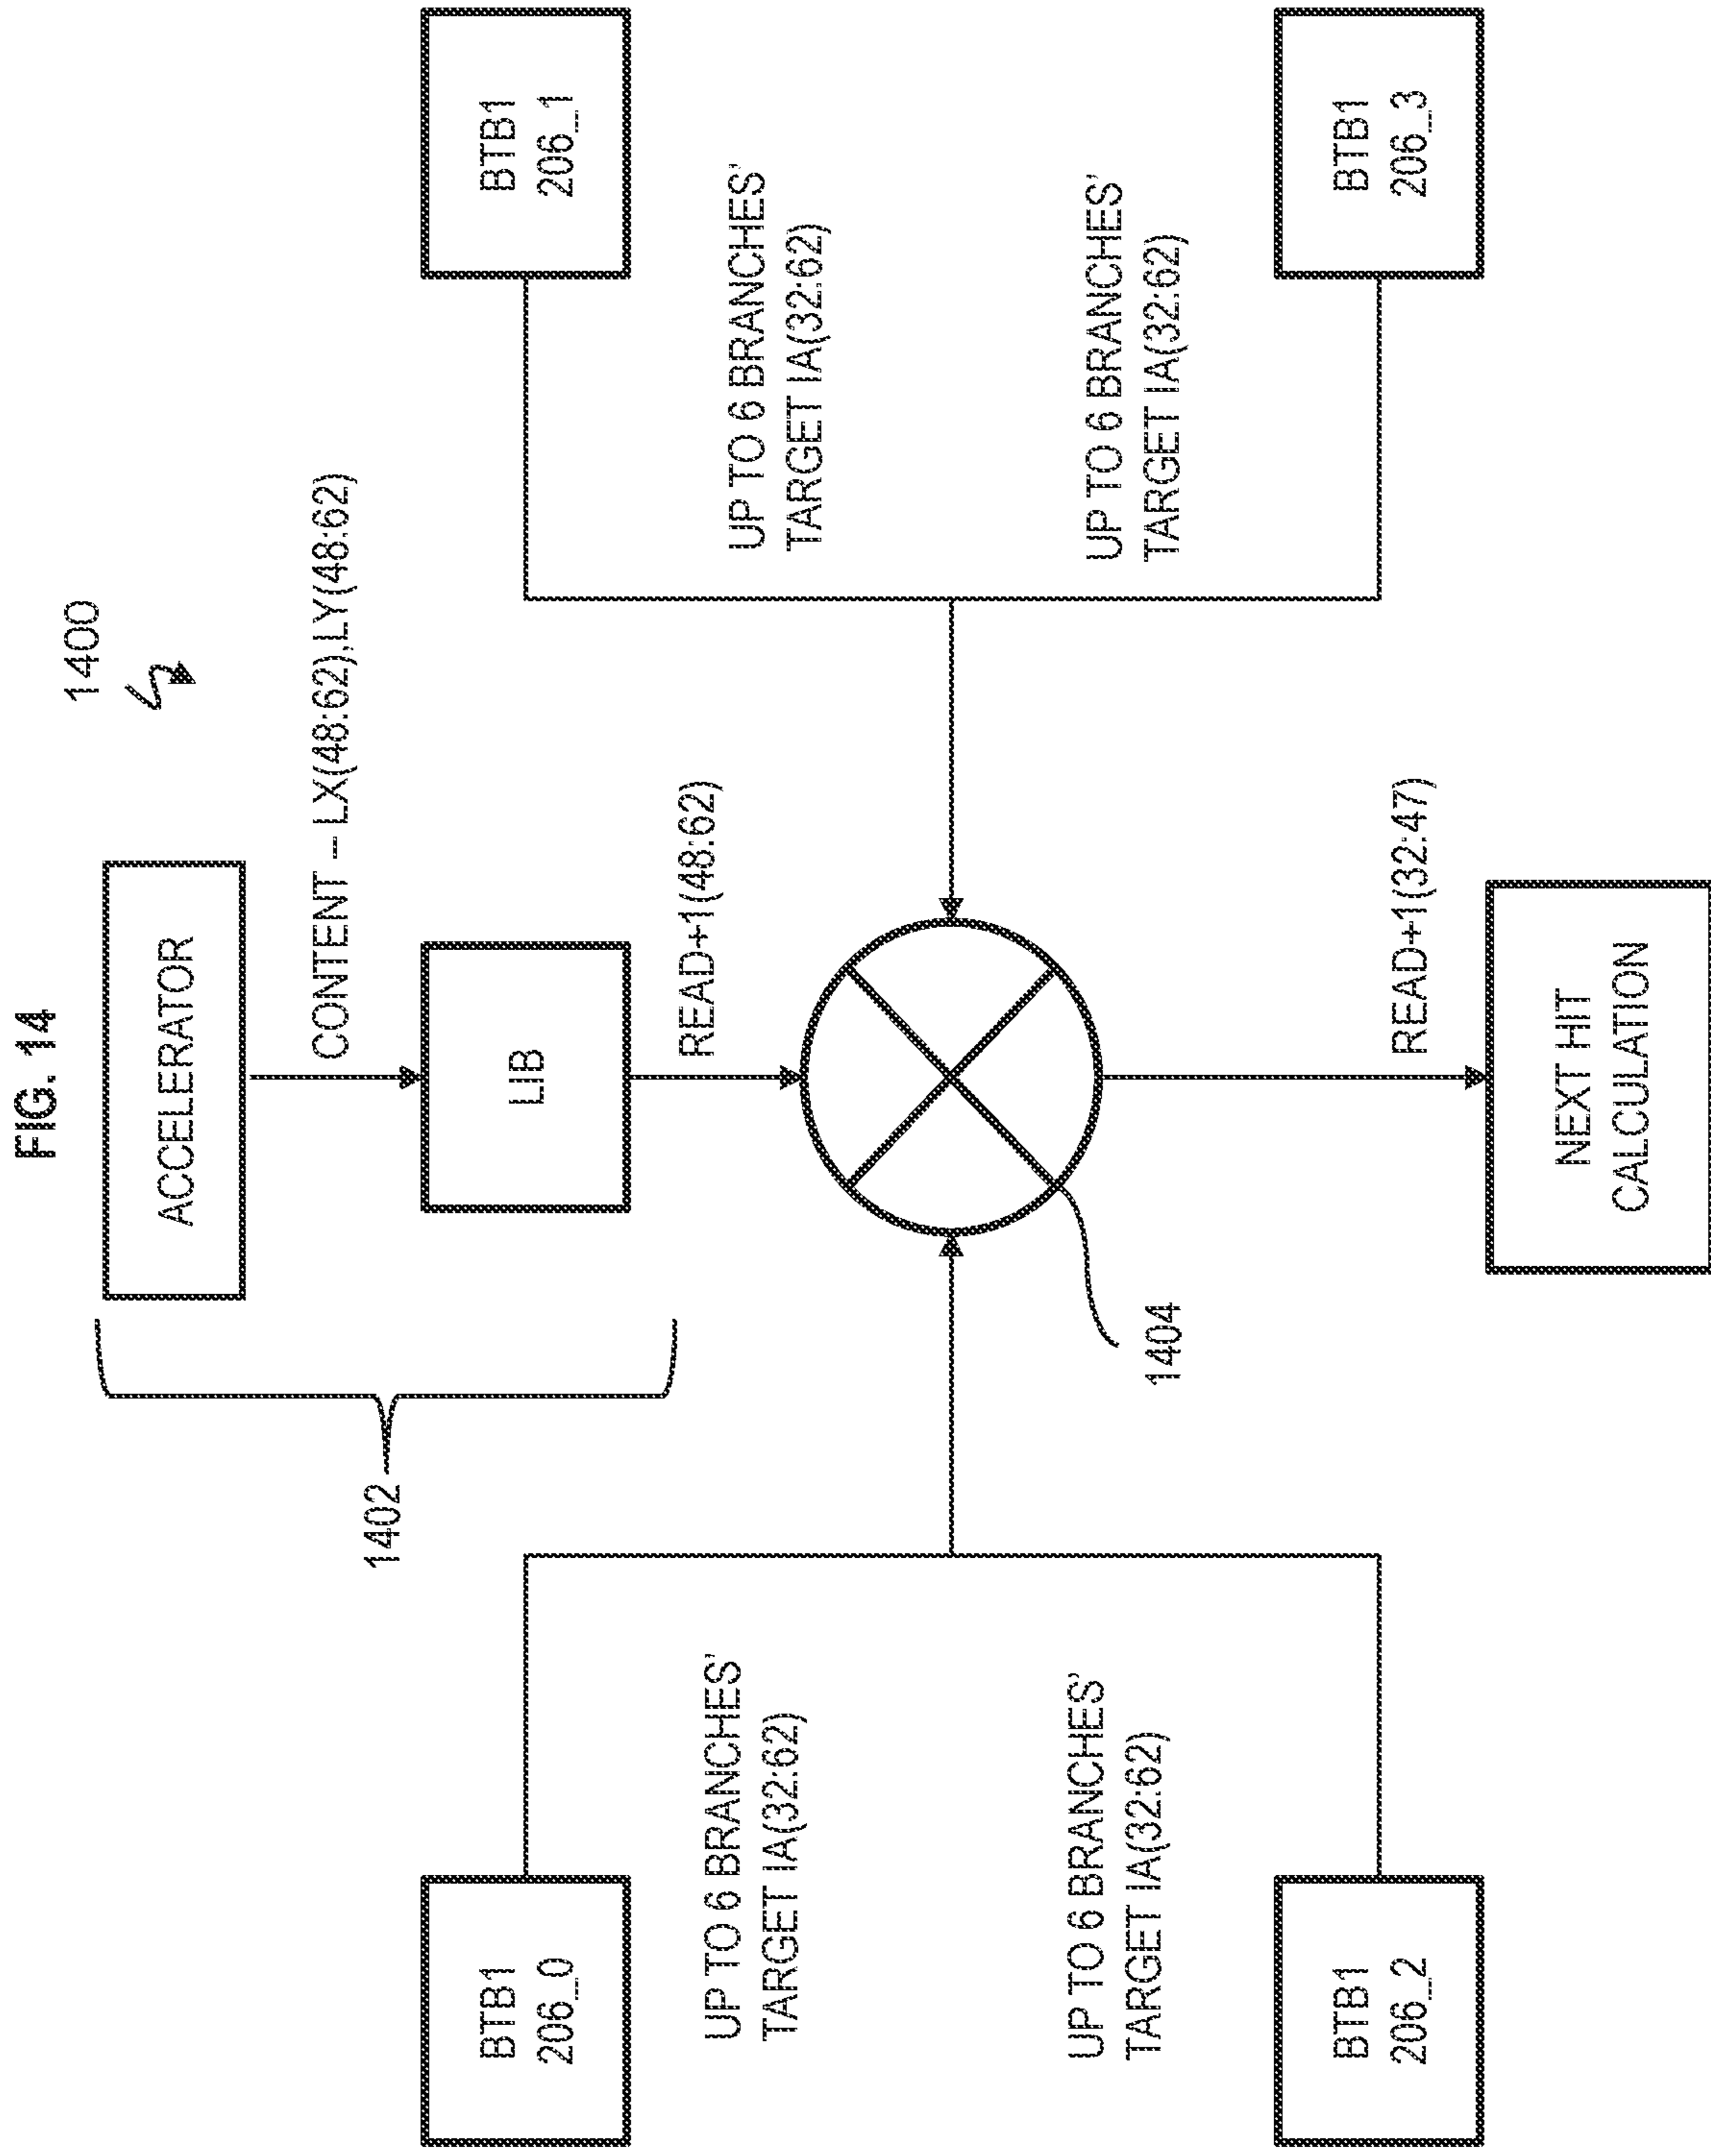 FIG. 14
1400
ACCELERATOR
CONTENT – LX(48:62),LY(48:62)
1402
BTB1
206_0
LIB
BTB1
206_1
READ+1(48:62)
UP TO 6 BRANCHES'
TARGET IA(32:62)
UP TO 6 BRANCHES'
TARGET IA(32:62)
UP TO 6 BRANCHES'
TARGET IA(32:62)
1404
UP TO 6 BRANCHES'
TARGET IA(32:62)
BTB1
206_2
READ+1(32:47)
BTB1
206_3
NEXT HIT
CALCULATION